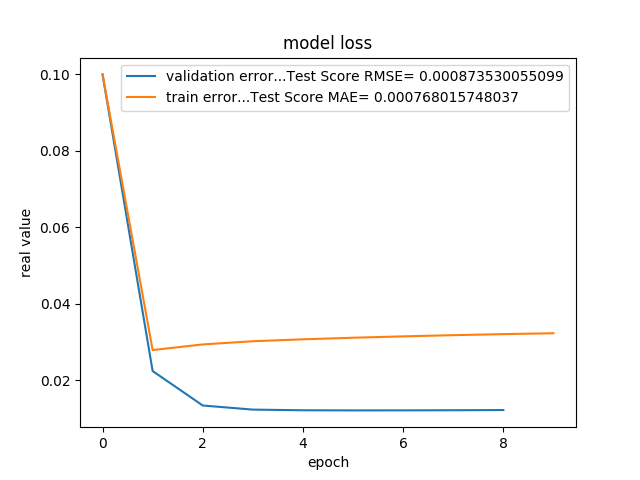 model loss
validation error...Test Score RMSE= 0.000873530055099
train error...Test Score MAE= 0.000768015748037
real value
0.10
0.08
0.06
0.04
0.02
0 2 4 6 8
epoch